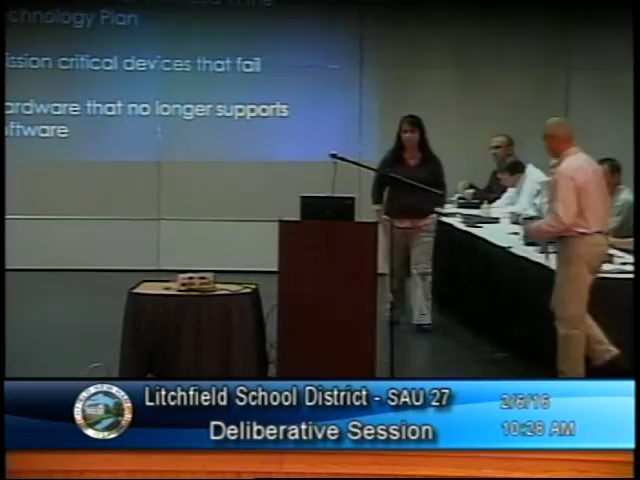 chnology Plan
ission critical devices that fail
ardware that no longer supports
ftware
Litchfield School District - SAU 27
Deliberative Session
2/6/16
10:26 AM